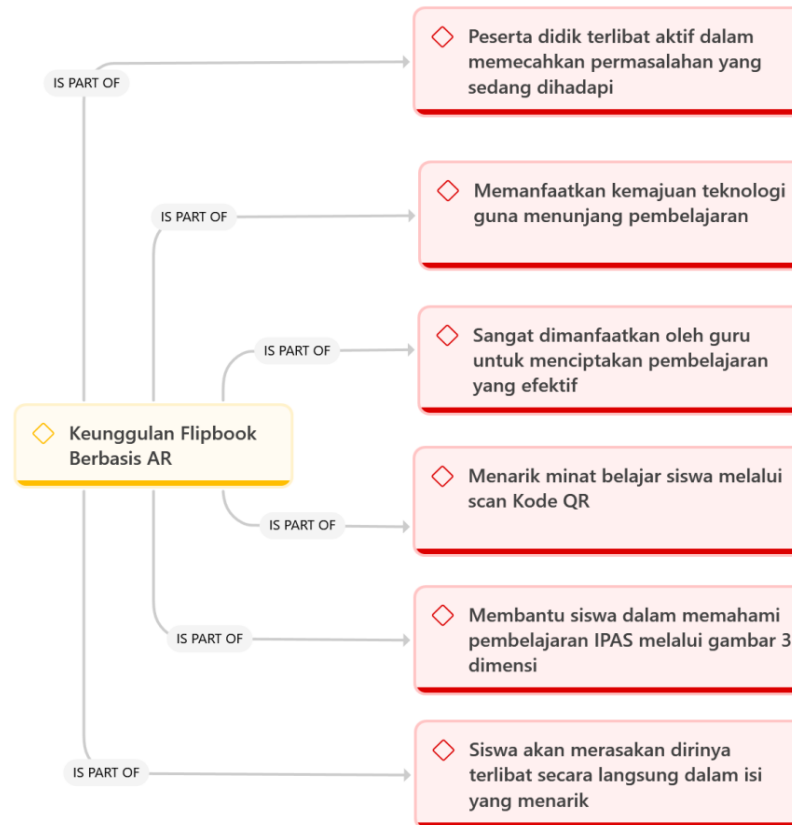 Peserta didik terlibat aktif dalam
memecahkan permasalahan yang
sedang dihadapi
IS PART OF
Memanfaatkan kemajuan teknologi
guna menunjang pembelajaran
IS PART OF
Sangat dimanfaatkan oleh guru
untuk menciptakan pembelajaran
yang efektif
IS PART OF
Keunggulan Flipbook
Berbasis AR
Menarik minat belajar siswa melalui
scan Kode QR
IS PART OF
Membantu siswa dalam memahami
pembelajaran IPAS melalui gambar 3
dimensi
IS PART OF
Siswa akan merasakan dirinya
terlibat secara langsung dalam isi
yang menarik
IS PART OF